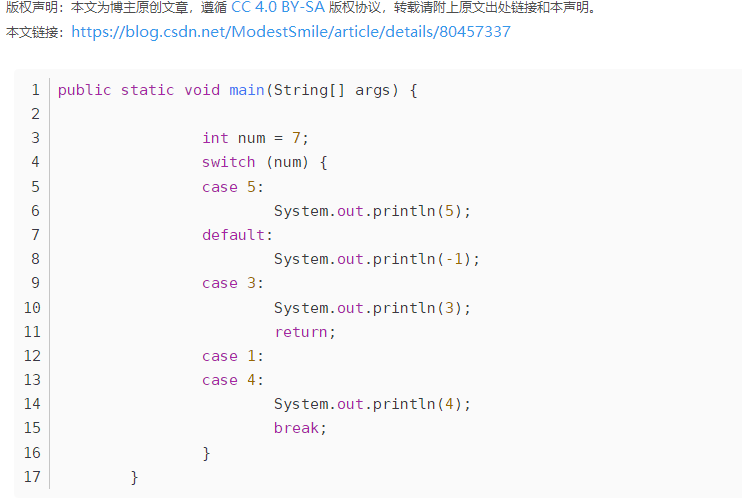 版权声明：本文为博主原创文章，遵循 CC 4.0 BY-SA 版权协议，转载请附上原文出处链接和本声明。
本文链接：https://blog.csdn.net/ModestSmile/article/details/80457337
1 public static void main(String[] args) {
2
3 int num = 7;
4 switch (num) {
5 case 5:
6 System.out.println(5);
7 default:
8 System.out.println(-1);
9 case 3:
10 System.out.println(3);
11 return;
12 case 1:
13 case 4:
14 System.out.println(4);
15 break;
16 }
17 }